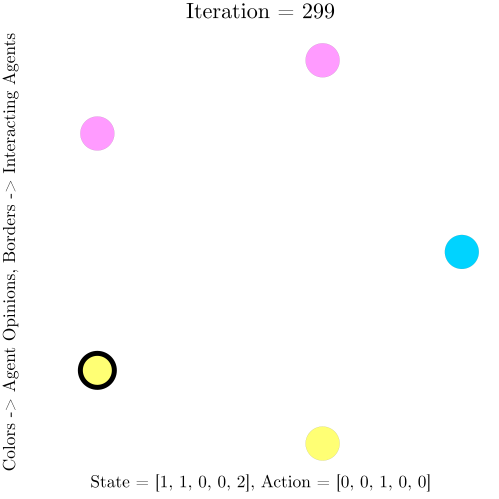 Iteration = 299
Colors -> Agent Opinions, Borders -> Interacting Agents
State = [1, 1, 0, 0, 2], Action = [0, 0, 1, 0, 0]